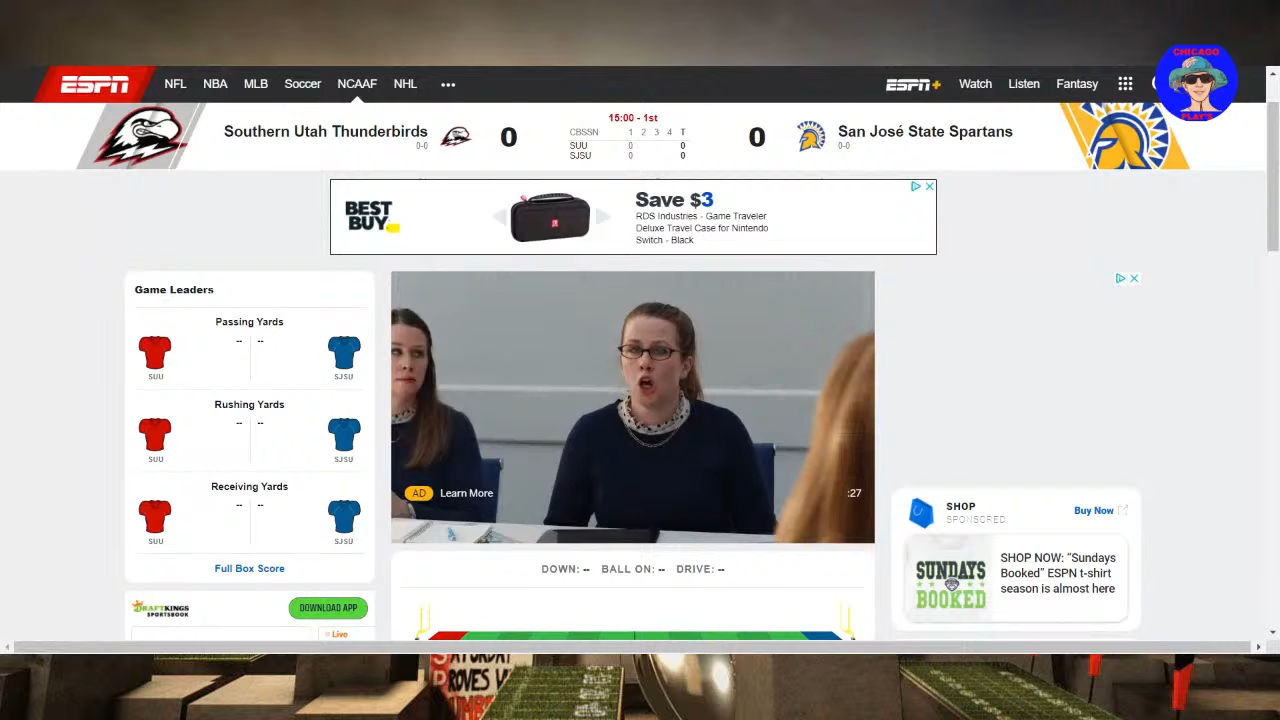 CHICAGO
PLAY'S
ESPN NFL NBA MLB Soccer NCAAF NHL ••• ESPN+ Watch Listen Fantasy
Southern Utah Thunderbirds
0-0
0
15:00 - 1st
CBSSN 1 2 3 4 T
SUU 0 0
SJSU 0 0
0
San José State Spartans
0-0
BEST
BUY
Save $3
RDS Industries - Game Traveler
Deluxe Travel Case for Nintendo
Switch - Black
Game Leaders
Passing Yards
-- --
SUU SJSU
Rushing Yards
-- --
SUU SJSU
Receiving Yards
-- --
SUU SJSU
Full Box Score
DRAFTKINGS
SPORTSBOOK
DOWNLOAD APP
Live
AD Learn More :27
DOWN: -- BALL ON: -- DRIVE: --
SHOP
SPONSORED
Buy Now
SUNDAYS
BOOKED
SHOP NOW: “Sundays
Booked” ESPN t-shirt
season is almost here
SATURDAY
PROVES